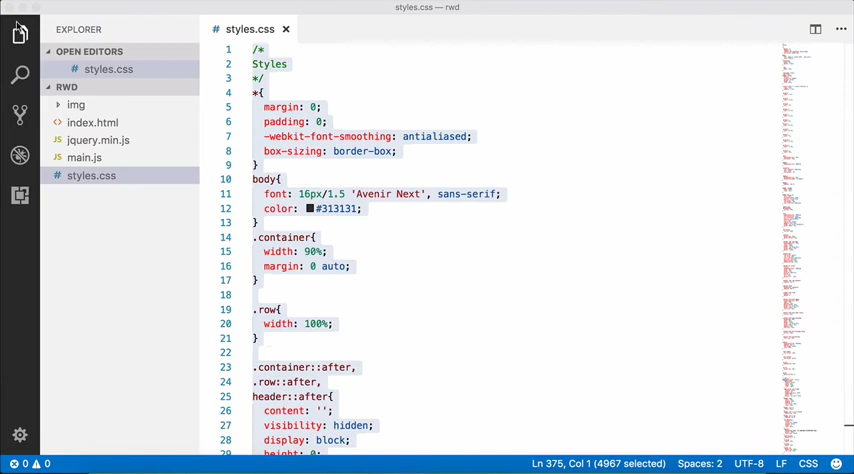 styles.css — rwd
EXPLORER
OPEN EDITORS
# styles.css
RWD
img
<> index.html
JS jquery.min.js
JS main.js
# styles.css
# styles.css ×
1 /*
2 Styles
3 */
4 *{
5 margin: 0;
6 padding: 0;
7 -webkit-font-smoothing: antialiased;
8 box-sizing: border-box;
9 }
10 body{
11 font: 16px/1.5 'Avenir Next', sans-serif;
12 color: #313131;
13 }
14 .container{
15 width: 90%;
16 margin: 0 auto;
17 }
18
19 .row{
20 width: 100%;
21 }
22
23 .container::after,
24 .row::after,
25 header::after{
26 content: '';
27 visibility: hidden;
28 display: block;
29 height: 0;
0 0
Ln 375, Col 1 (4967 selected)
Spaces: 2
UTF-8
LF
CSS